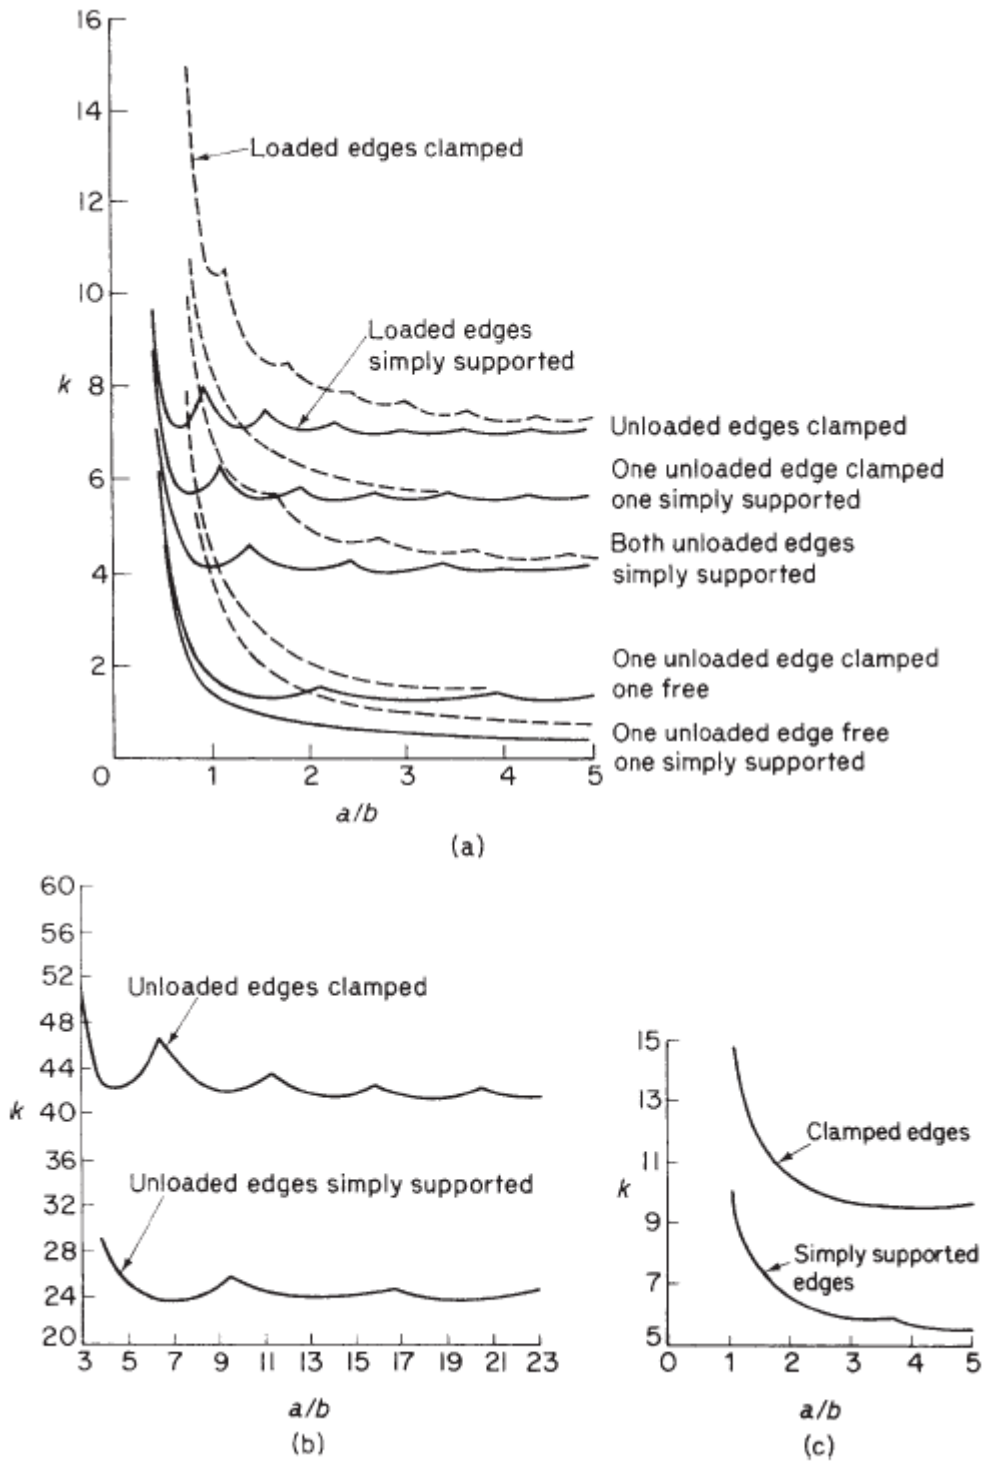 16
14
12
10
8
6
4
2
0
k
Loaded edges clamped
Loaded edges
simply supported
Unloaded edges clamped
One unloaded edge clamped
one simply supported
Both unloaded edges
simply supported
One unloaded edge clamped
one free
One unloaded edge free
one simply supported
1 2 3 4 5
a/b
(a)
60
56
52
48
44
40
36
32
28
24
20
k
Unloaded edges clamped
Unloaded edges simply supported
3 5 7 9 11 13 15 17 19 21 23
a/b
(b)
15
13
11
9
7
5
k
Clamped edges
Simply supported
edges
0 1 2 3 4 5
a/b
(c)